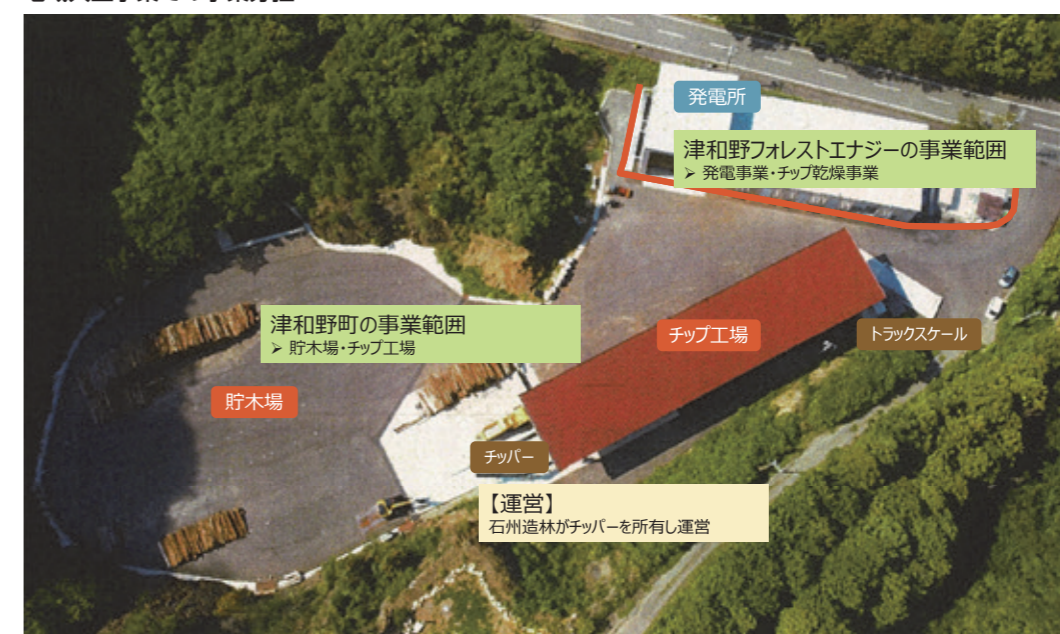 発電所
津和野フォレストエナジーの事業範囲
➢ 発電事業・チップ乾燥事業
津和野町の事業範囲
➢ 貯木場・チップ工場
チップ工場
トラックスケール
貯木場
チッパー
【運営】
石州造林がチッパーを所有し運営